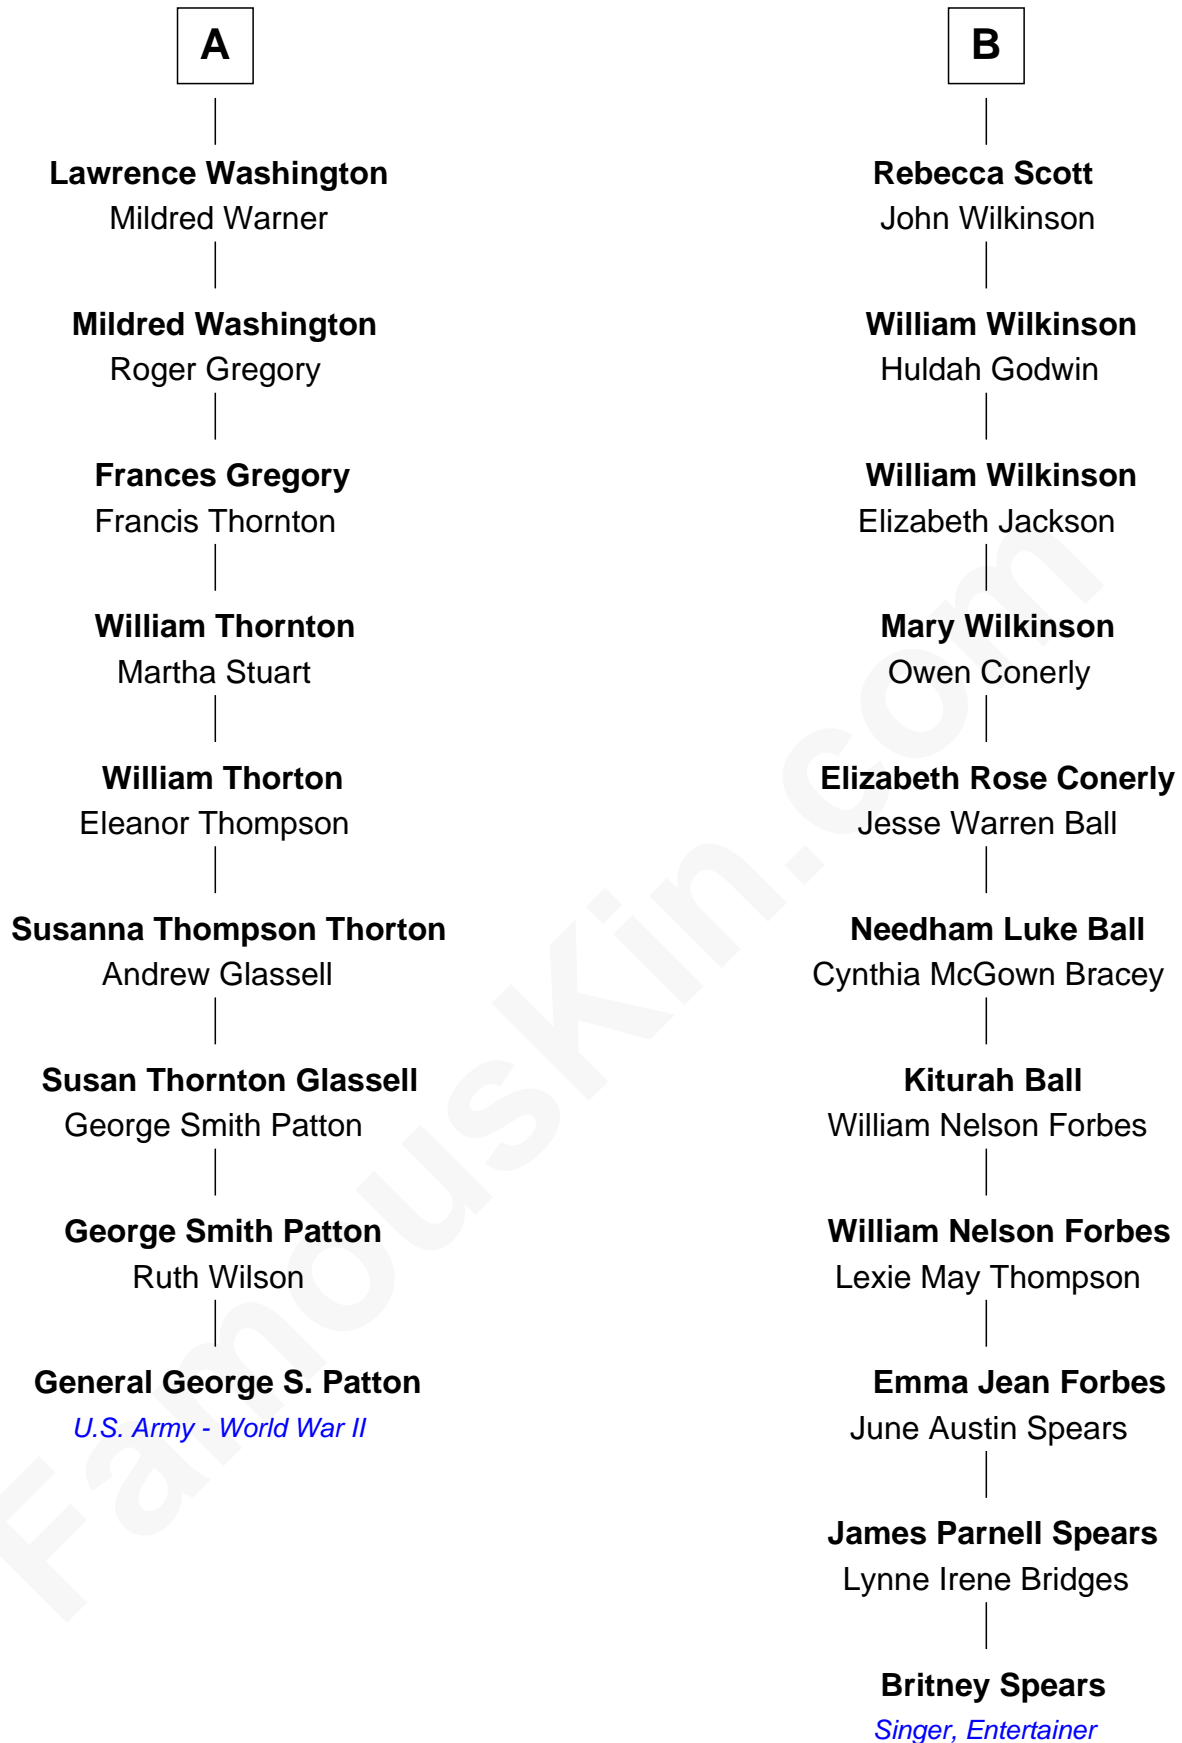 A
Lawrence Washington
Mildred Warner
Mildred Washington
Roger Gregory
Frances Gregory
Francis Thornton
William Thornton
Martha Stuart
William Thorton
Eleanor Thompson
Susanna Thompson Thorton
Andrew Glassell
Susan Thornton Glassell
George Smith Patton
George Smith Patton
Ruth Wilson
General George S. Patton
U.S. Army - World War II
B
Rebecca Scott
John Wilkinson
William Wilkinson
Huldah Godwin
William Wilkinson
Elizabeth Jackson
Mary Wilkinson
Owen Conerly
Elizabeth Rose Conerly
Jesse Warren Ball
Needham Luke Ball
Cynthia McGown Bracey
Kiturah Ball
William Nelson Forbes
William Nelson Forbes
Lexie May Thompson
Emma Jean Forbes
June Austin Spears
James Parnell Spears
Lynne Irene Bridges
Britney Spears
Singer, Entertainer
FamousKin.com